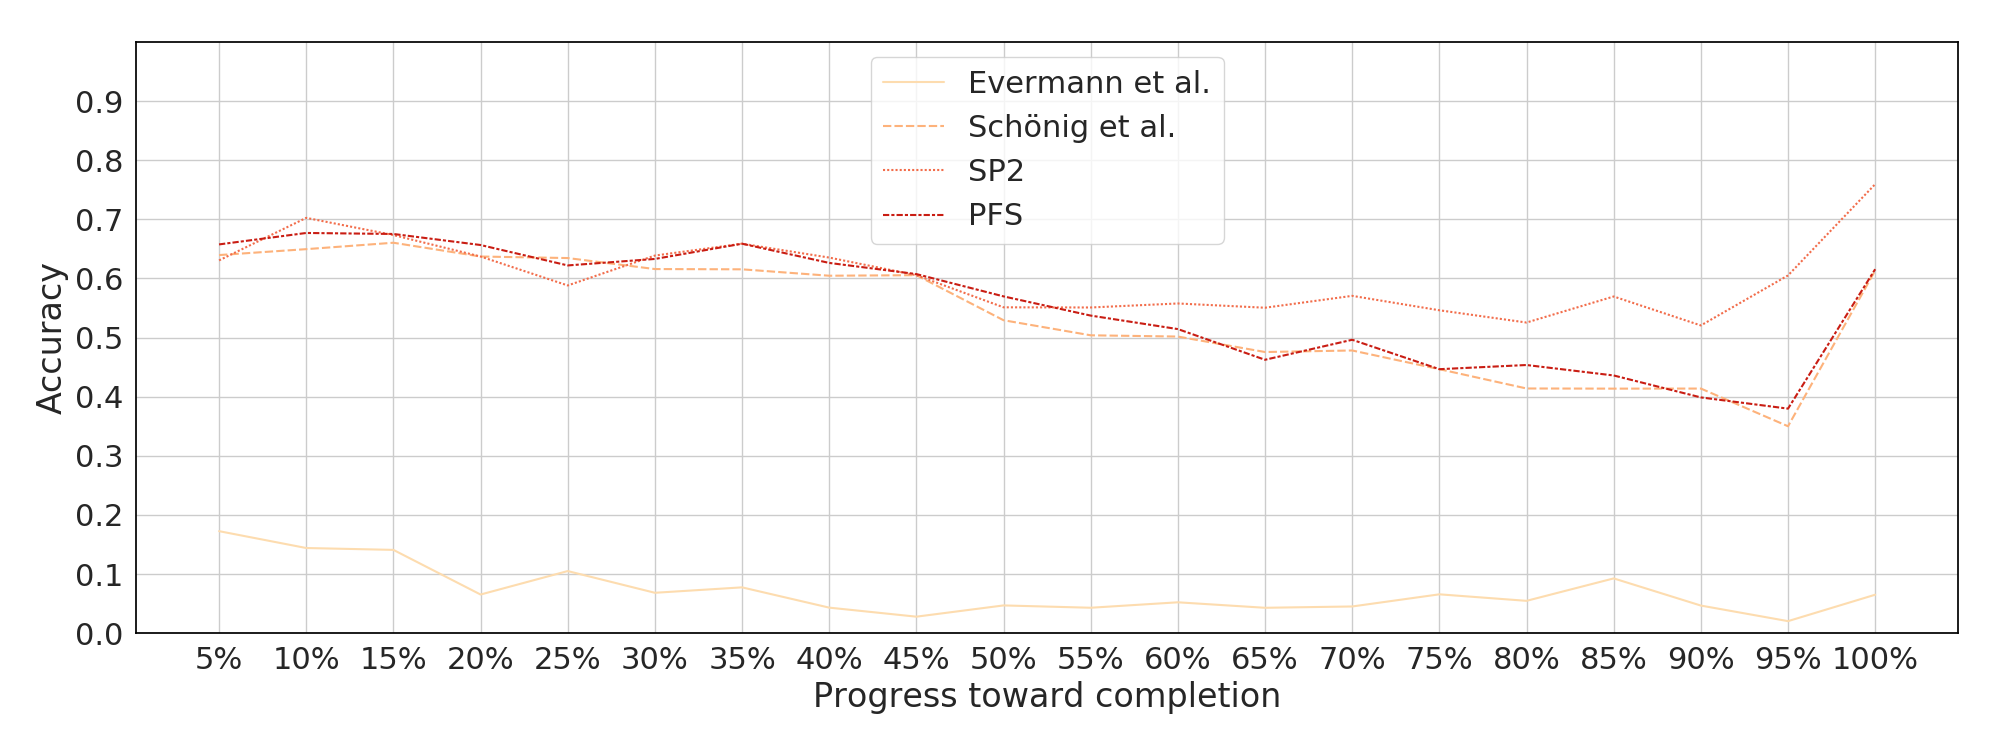 Evermann et al.
Schönig et al.
SP2
PFS
Accuracy
0.9
0.8
0.7
0.6
0.5
0.4
0.3
0.2
0.1
0.0
5% 10% 15% 20% 25% 30% 35% 40% 45% 50% 55% 60% 65% 70% 75% 80% 85% 90% 95% 100%
Progress toward completion